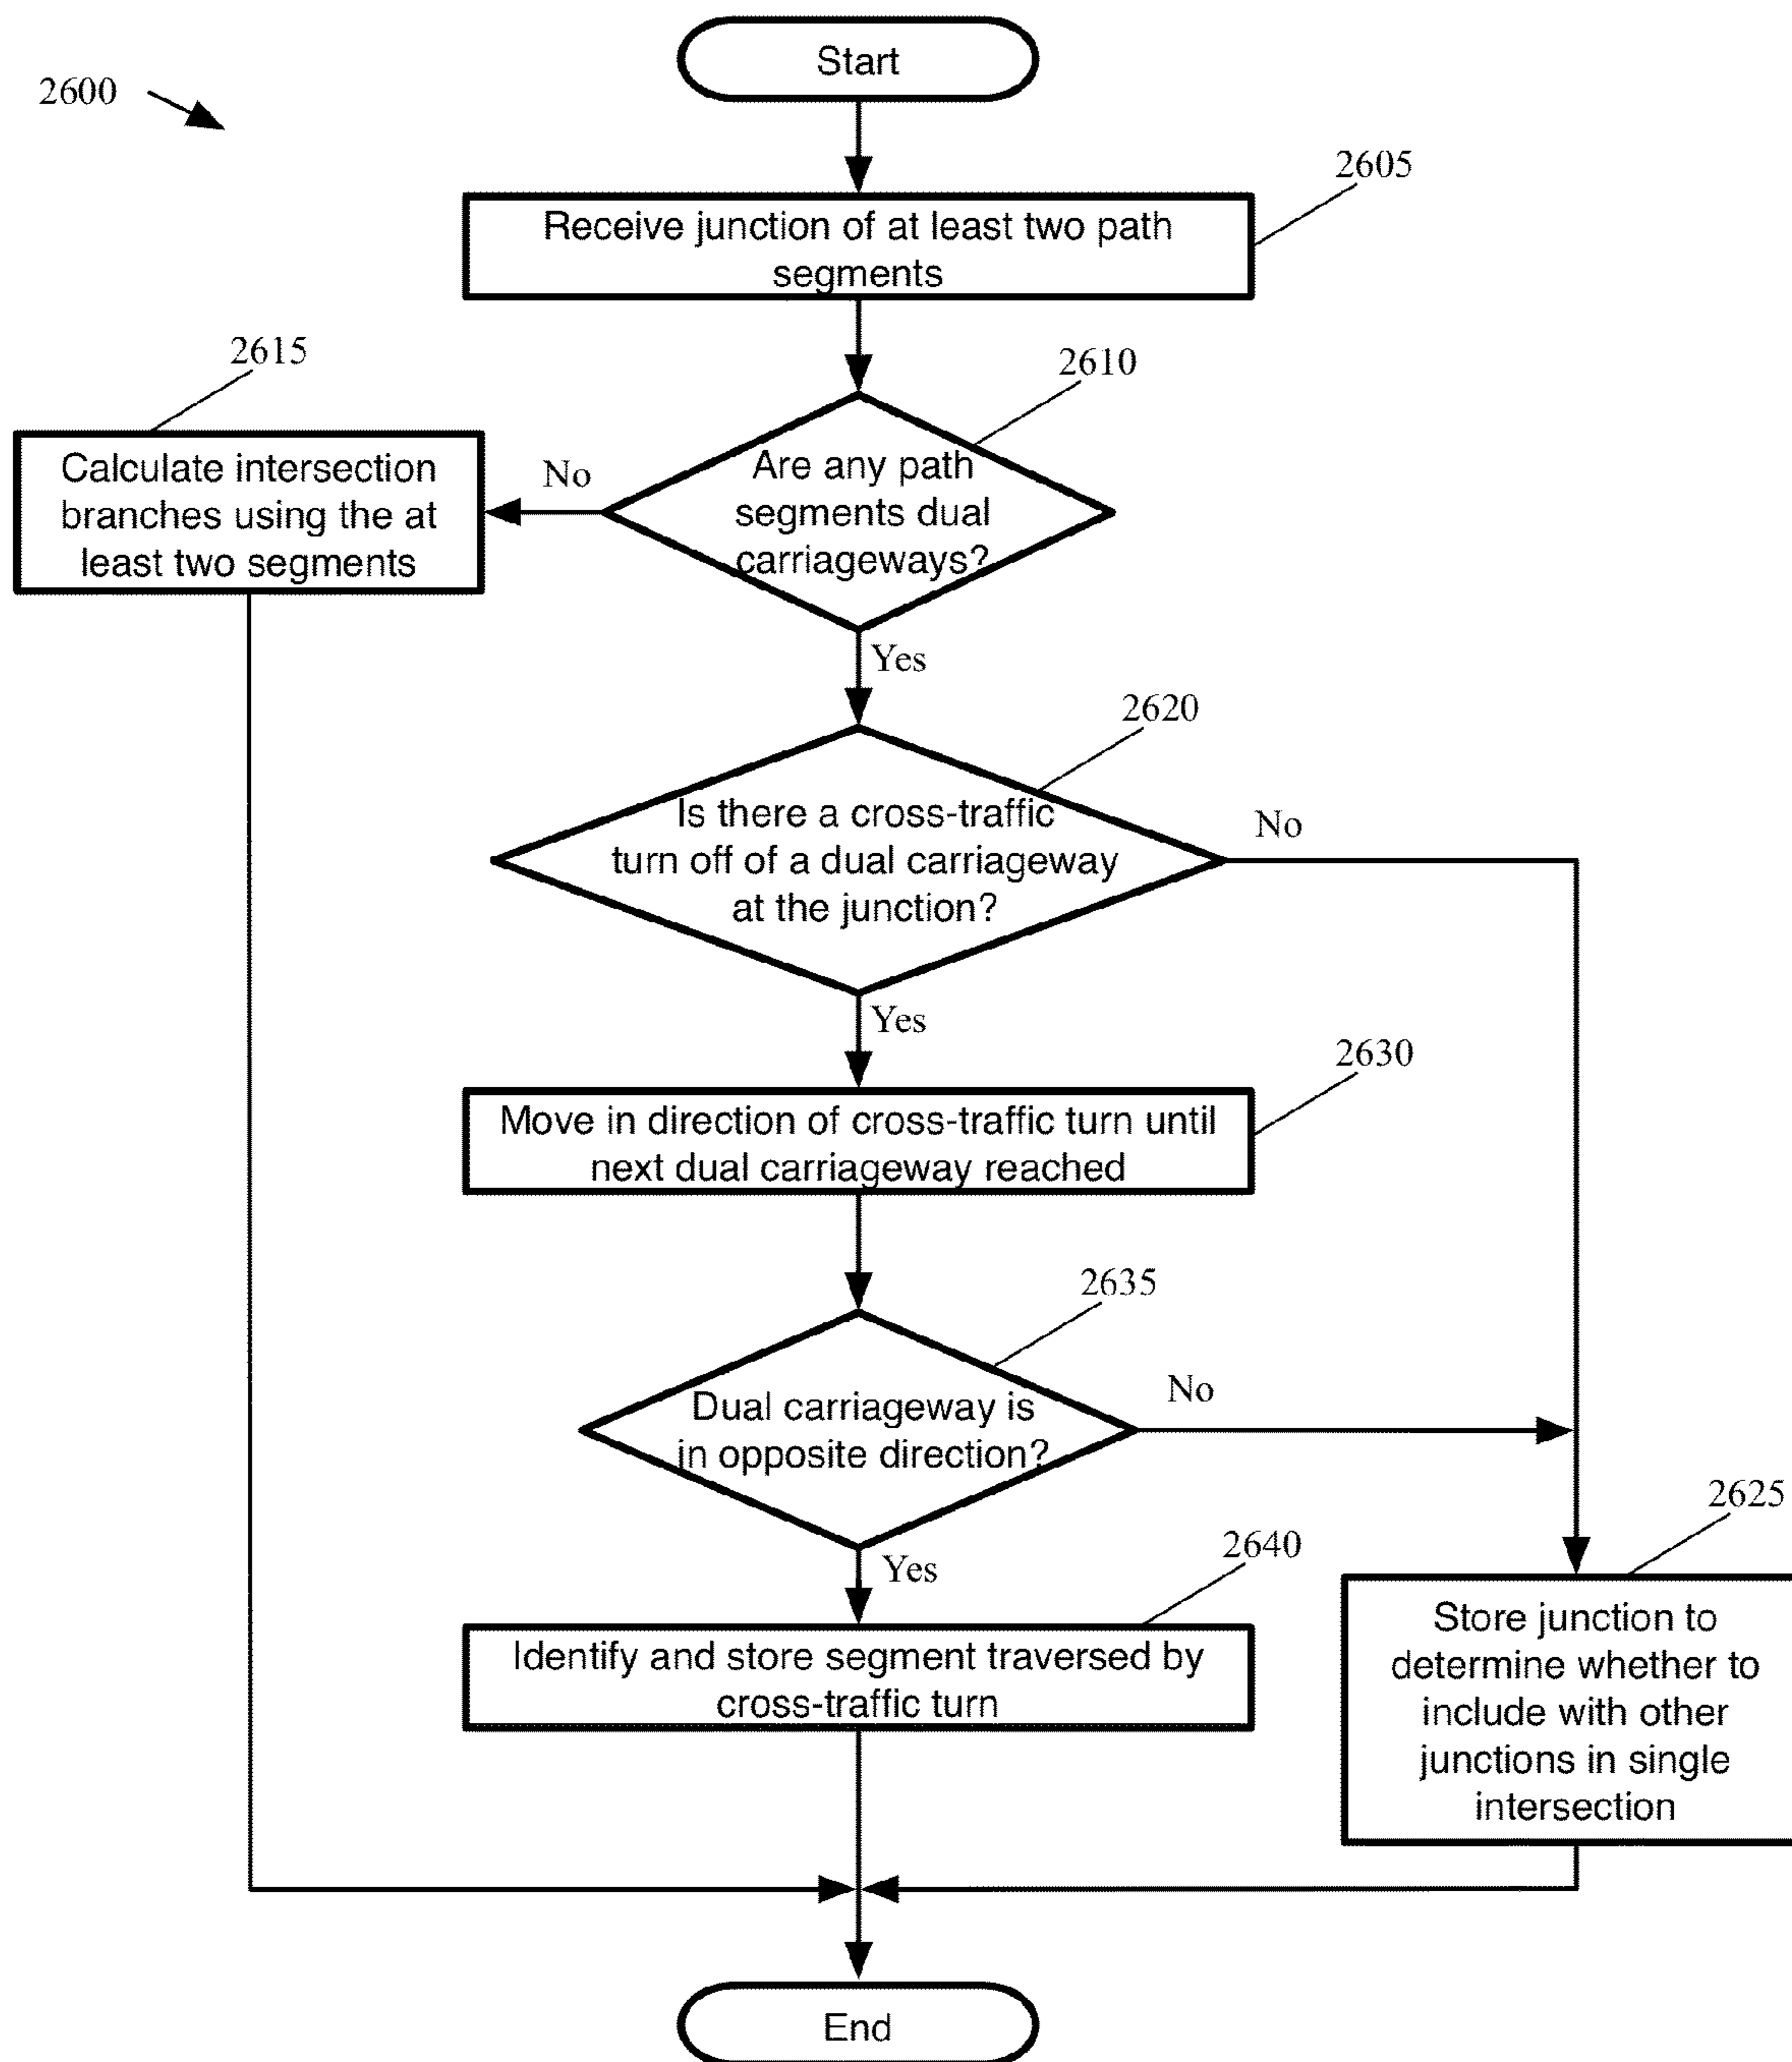 Start
2600
2605
Receive junction of at least two path
segments
2615
2610
Calculate intersection
branches using the at
least two segments
No
Are any path
segments dual
carriageways?
Yes
2620
Is there a cross-traffic
turn off of a dual carriageway
at the junction?
No
Yes
2630
Move in direction of cross-traffic turn until
next dual carriageway reached
2635
Dual carriageway is
in opposite direction?
No
2625
Yes
2640
Identify and store segment traversed by
cross-traffic turn
Store junction to
determine whether to
include with other
junctions in single
intersection
End